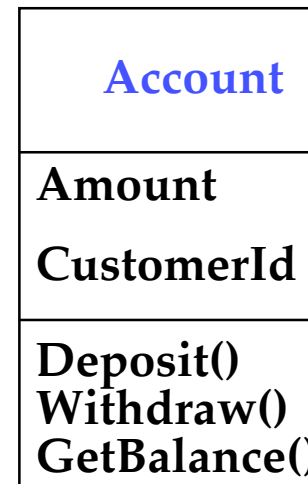 Account
Amount
CustomerId
Deposit()
Withdraw()
GetBalance()